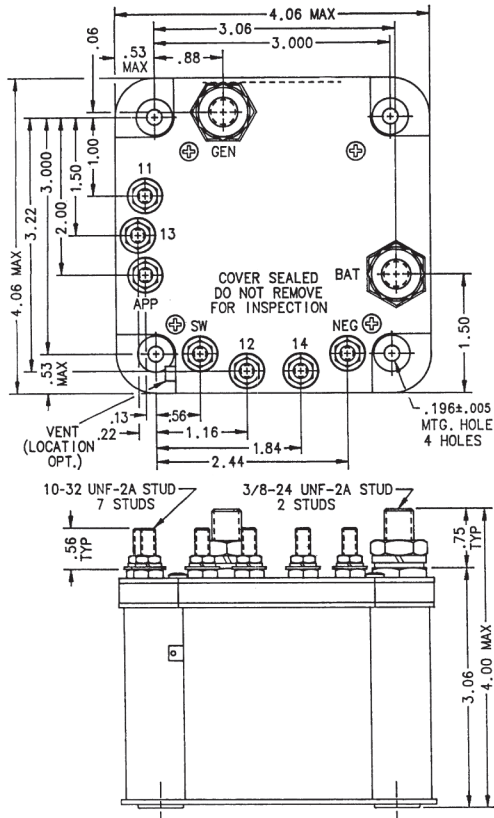 4.06 MAX
3.06
3.000
.06
.53
MAX
.88
GEN
11
13
APP
1.00
1.50
2.00
3.000
3.22
4.06 MAX
COVER SEALED
DO NOT REMOVE
FOR INSPECTION
BAT
SW
NEG
12
14
1.50
.53
MAX
VENT
(LOCATION
OPT.)
.13
.22
.56
1.16
1.84
2.44
.196±.005
MTG. HOLE
4 HOLES
10-32 UNF-2A STUD
7 STUDS
3/8-24 UNF-2A STUD
2 STUDS
.56
TYP
.75
TYP
3.06
4.00 MAX